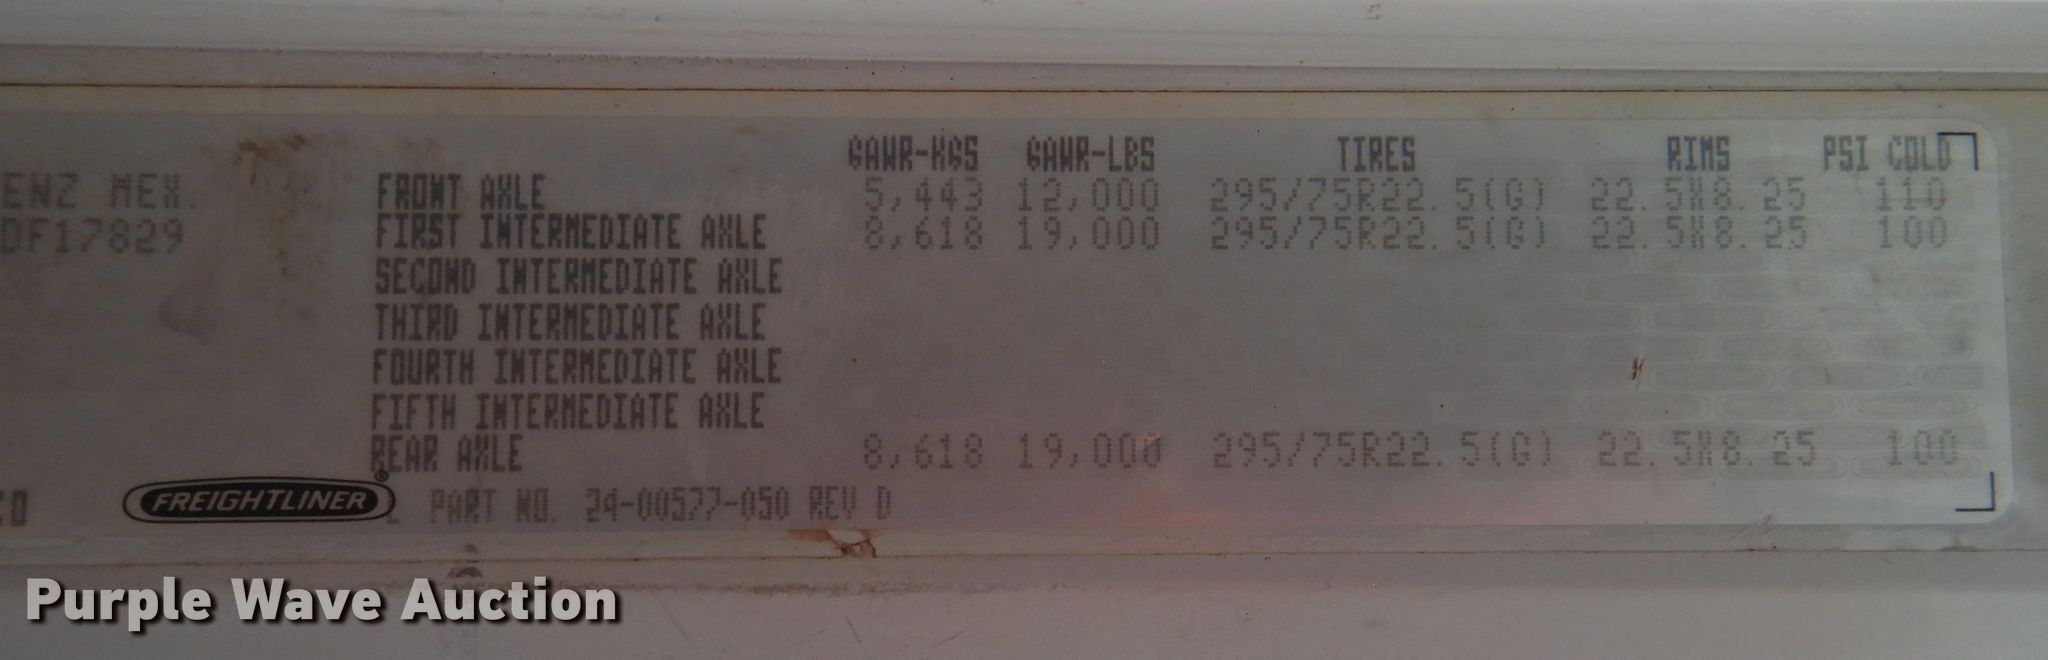 GAWR-KGS GAWR-LBS TIRES RIMS PSI COLD
ENZ MEX. FRONT AXLE 5,443 12,000 295/75R22.5(G) 22.5X8.25 110
DF17829 FIRST INTERMEDIATE AXLE 8,618 19,000 295/75R22.5(G) 22.5X8.25 100
SECOND INTERMEDIATE AXLE
THIRD INTERMEDIATE AXLE
FOURTH INTERMEDIATE AXLE
FIFTH INTERMEDIATE AXLE
REAR AXLE 8,618 19,000 295/75R22.5(G) 22.5X8.25 100
CO FREIGHTLINER® L PART NO. 24-00577-050 REV D
Purple Wave Auction